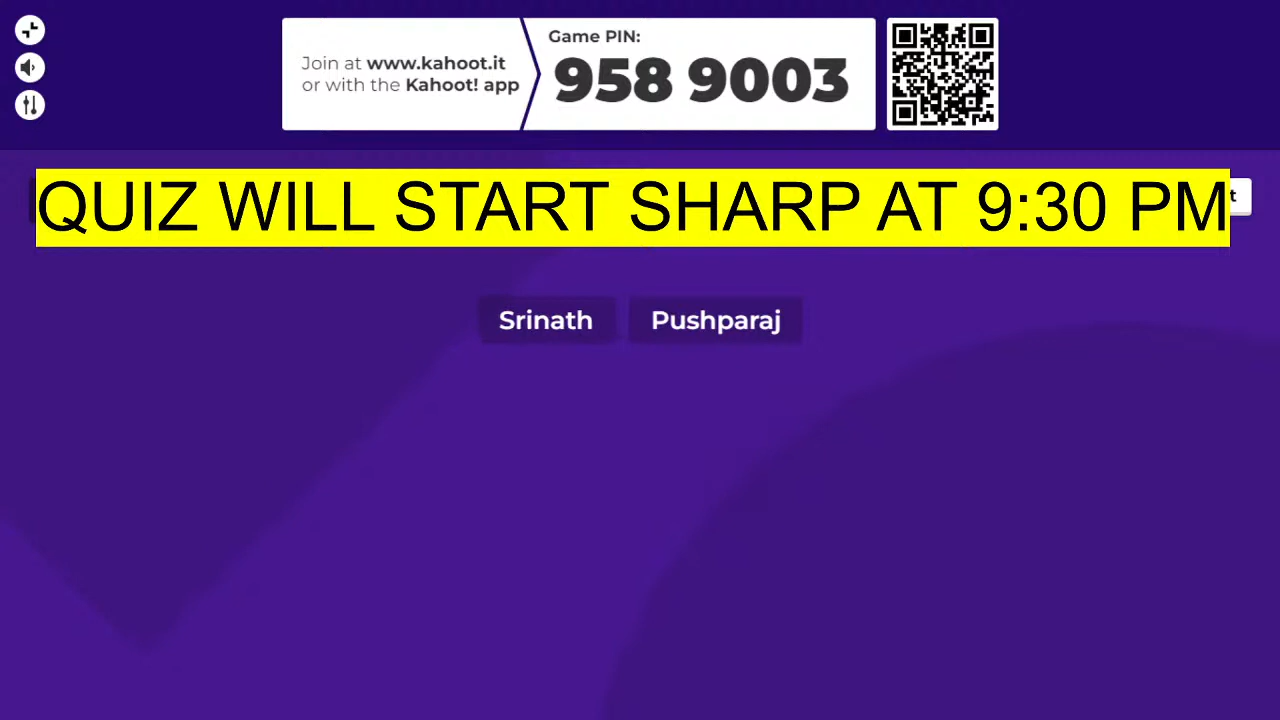 Join at www.kahoot.it
or with the Kahoot! app
Game PIN:
958 9003
QUIZ WILL START SHARP AT 9:30 PM
Srinath
Pushparaj